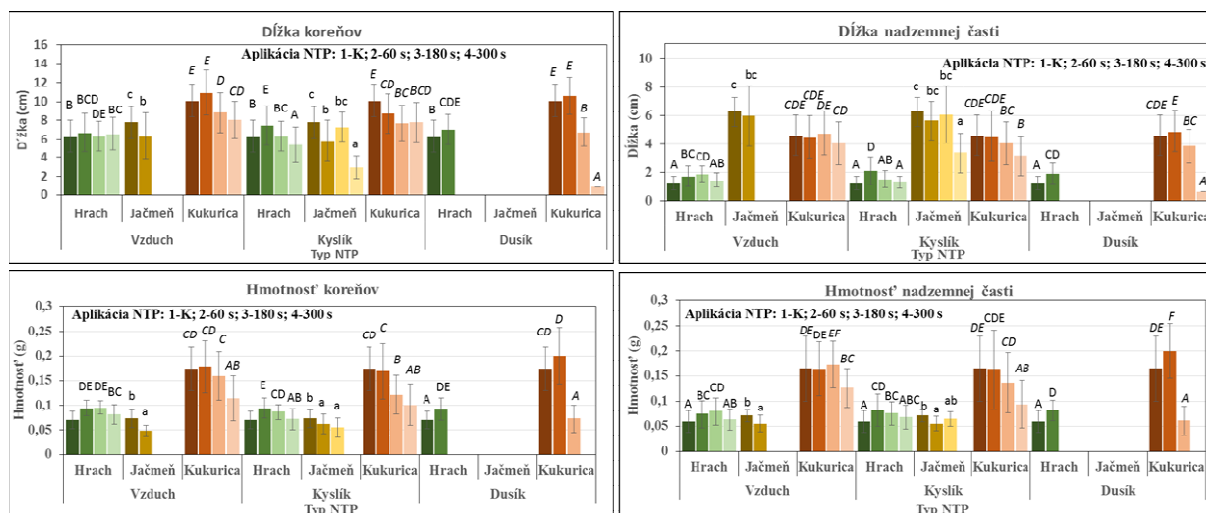 Dĺžka koreňov
Aplikácia NTP: 1-K; 2-60 s; 3-180 s; 4-300 s
Dĺžka (cm)
16
14
12
10
8
6
4
2
0
B BCD DE BC c b E E D CD
B E BC A c b bc a D CD BC BCD
B CDE E E B A
Hrach Jačmeň Kukurica Hrach Jačmeň Kukurica Hrach Jačmeň Kukurica
Vzduch Kyslík Dusík
Typ NTP
Dĺžka nadzemnej časti
Aplikácia NTP: 1-K; 2-60 s; 3-180 s; 4-300 s
Dĺžka (cm)
10
8
6
4
2
0
A BC CD AB c bc CDE CDE DE CD
A D AB A c bc bc a CDE CDE BC B
A CD CDE E BC A
Hrach Jačmeň Kukurica Hrach Jačmeň Kukurica Hrach Jačmeň Kukurica
Vzduch Kyslík Dusík
Typ NTP
Hmotnosť koreňov
Aplikácia NTP: 1-K; 2-60 s; 3-180 s; 4-300 s
Hmotnosť (g)
0,3
0,25
0,2
0,15
0,1
0,05
0
A DE DE BC b a CD CD C AB
A E CD AB b a a CD C B AB
A DE CD D A
Hrach Jačmeň Kukurica Hrach Jačmeň Kukurica Hrach Jačmeň Kukurica
Vzduch Kyslík Dusík
Typ NTP
Hmotnosť nadzemnej časti
Aplikácia NTP: 1-K; 2-60 s; 3-180 s; 4-300 s
Hmotnosť (g)
0,3
0,25
0,2
0,15
0,1
0,05
0
A BC CD AB b a DE DE EF BC
A CD BC ABC b a ab DE CDE CD AB
A D DE F A
Hrach Jačmeň Kukurica Hrach Jačmeň Kukurica Hrach Jačmeň Kukurica
Vzduch Kyslík Dusík
Typ NTP